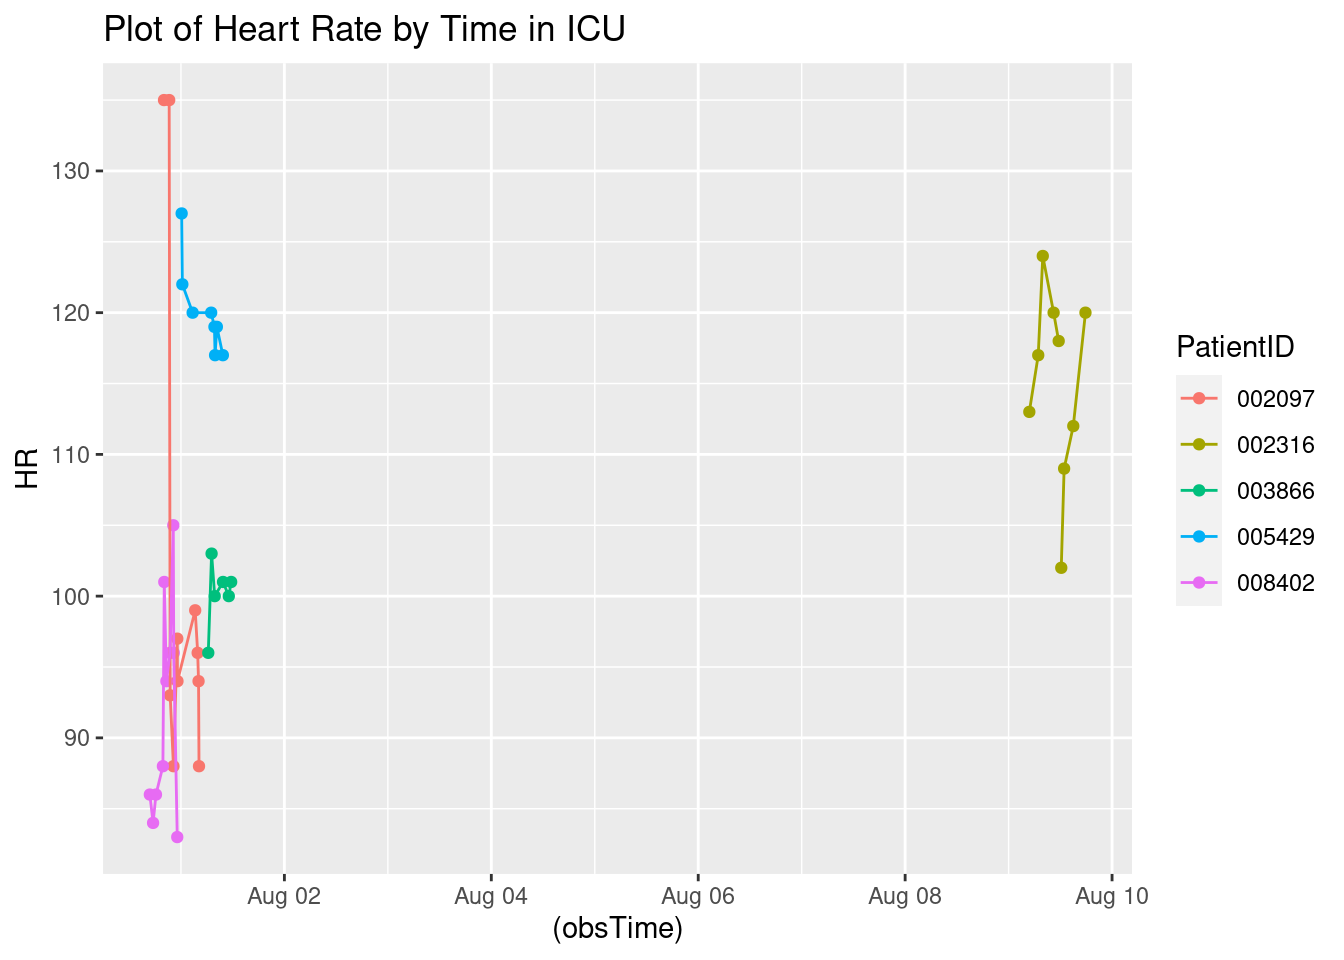 Plot of Heart Rate by Time in ICU
HR
130
120
110
100
90
Aug 02
Aug 04
Aug 06
Aug 08
Aug 10
(obsTime)
PatientID
002097
002316
003866
005429
008402